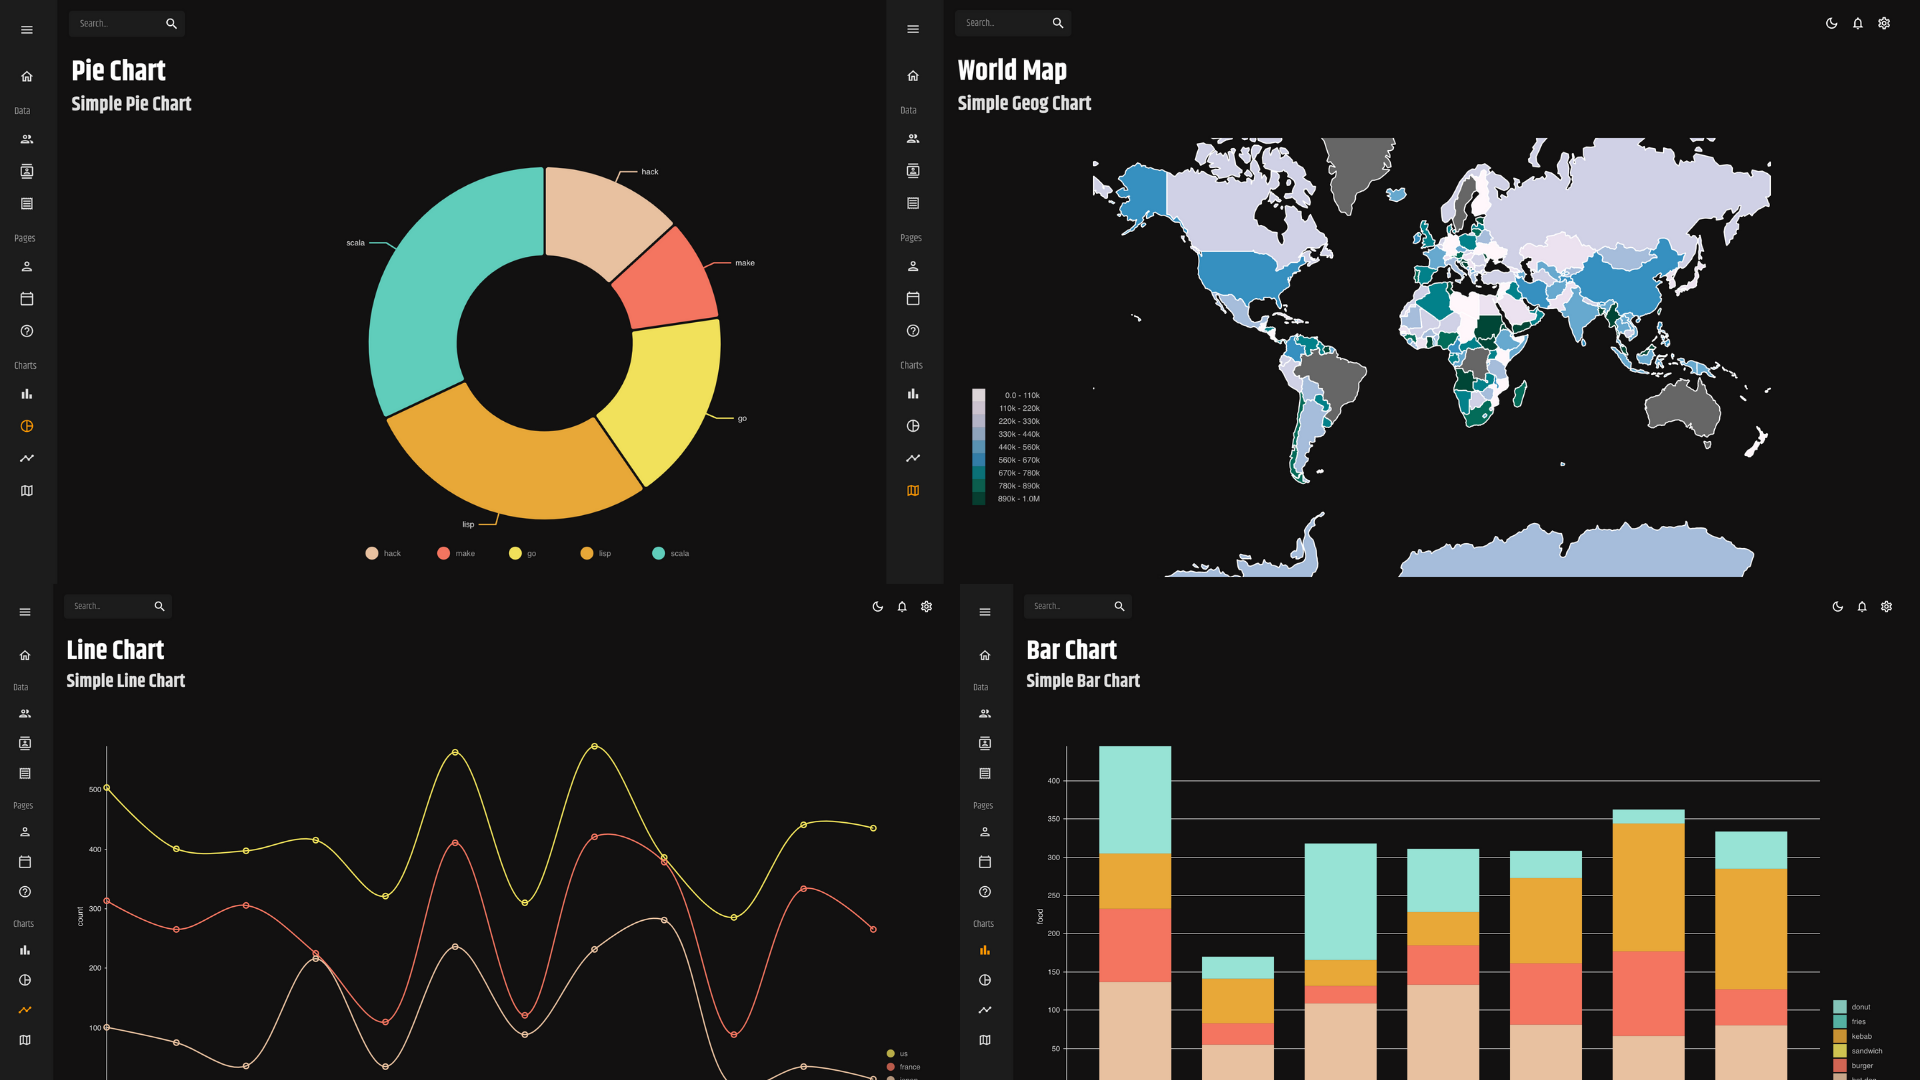 Search...
Pie Chart
Simple Pie Chart
Data
Pages
Charts
hack
make
scala
go
lisp
hack
make
go
lisp
scala
Search...
World Map
Simple Geog Chart
Data
Pages
Charts
0.0 - 110k
110k - 220k
220k - 330k
330k - 440k
440k - 560k
560k - 670k
670k - 780k
780k - 890k
890k - 1.0M
Search...
Line Chart
Simple Line Chart
Data
Pages
Charts
500
400
300
200
100
count
us
france
Search...
Bar Chart
Simple Bar Chart
Data
Pages
Charts
400
350
300
250
200
150
100
50
food
donut
fries
kebab
sandwich
burger